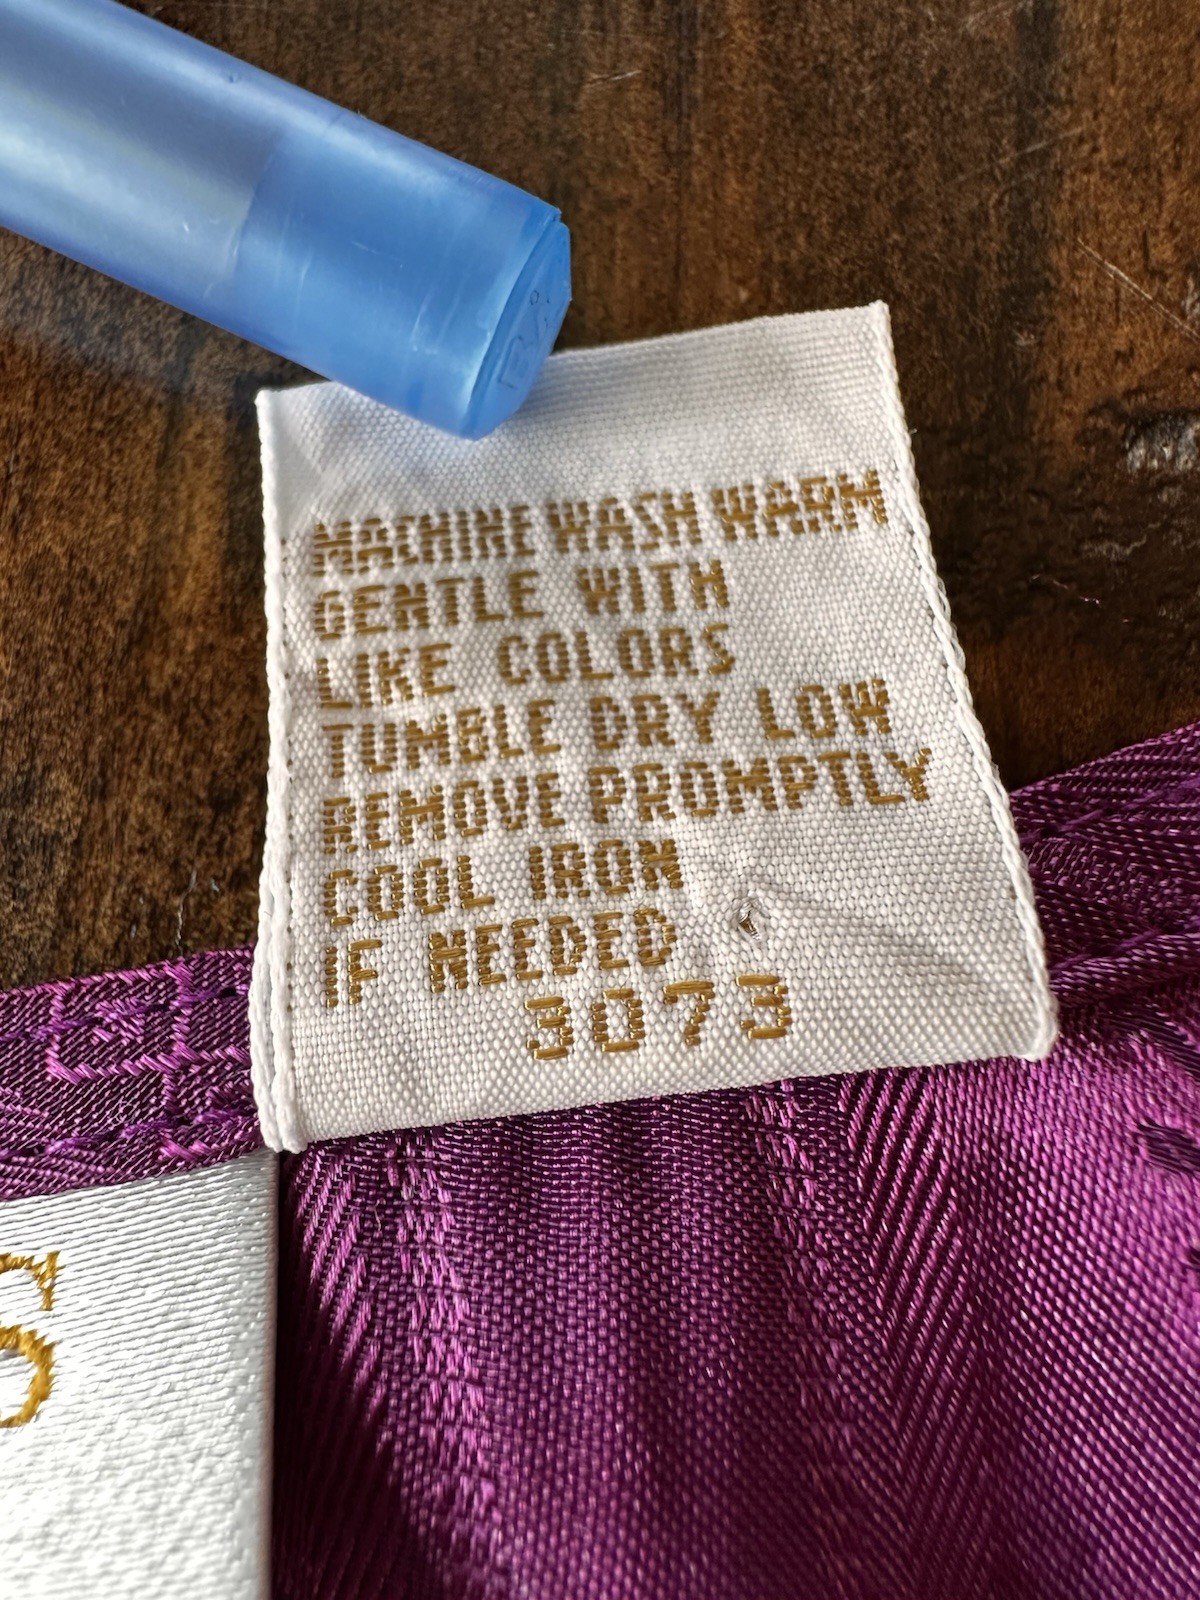 MACHINE WASH WARM
GENTLE WITH
LIKE COLORS
TUMBLE DRY LOW
REMOVE PROMPTLY
COOL IRON
IF NEEDED
3073